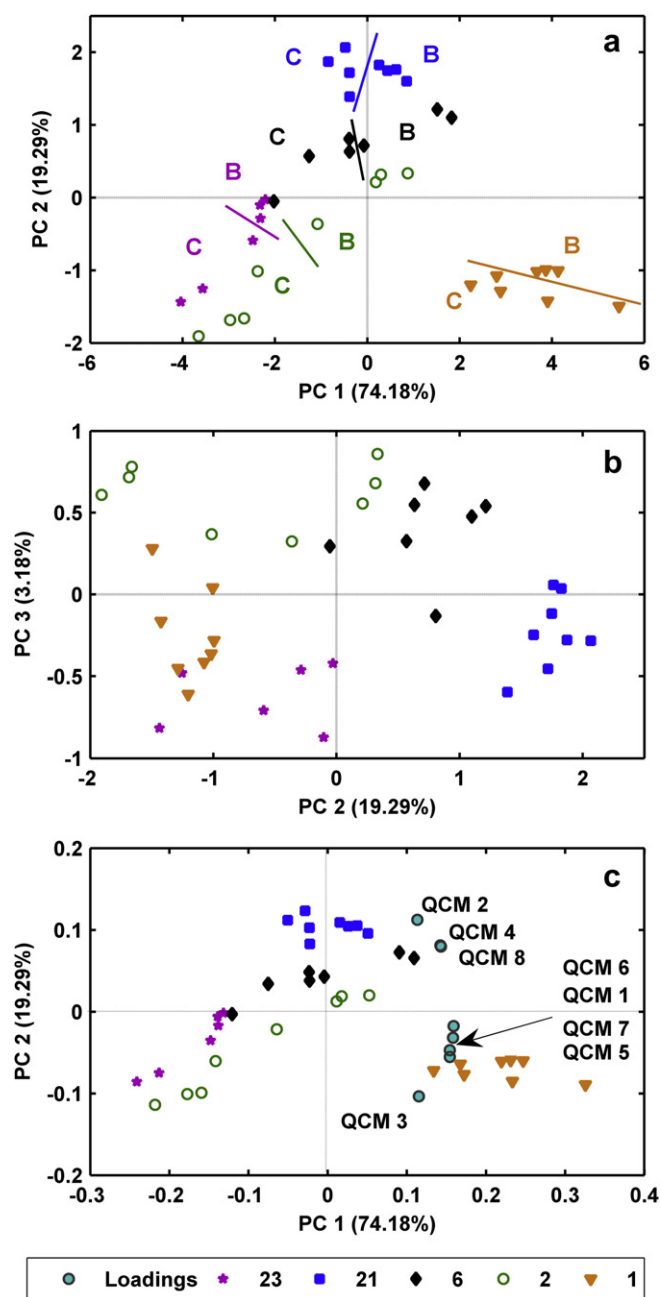 a
C
B
C
B
B
C
B
C
B
C
2
1
0
-1
-2
-6
-4
-2
0
2
4
6
PC 2 (19.29%)
PC 1 (74.18%)
b
1
0.5
0
-0.5
-1
-2
-1
0
1
2
PC 3 (3.18%)
PC 2 (19.29%)
c
0.2
0.1
0
-0.1
-0.2
-0.3
-0.2
-0.1
0
0.1
0.2
0.3
0.4
QCM 2
QCM 4
QCM 8
QCM 6
QCM 1
QCM 7
QCM 5
QCM 3
PC 2 (19.29%)
PC 1 (74.18%)
Loadings 23 21 6 2 1